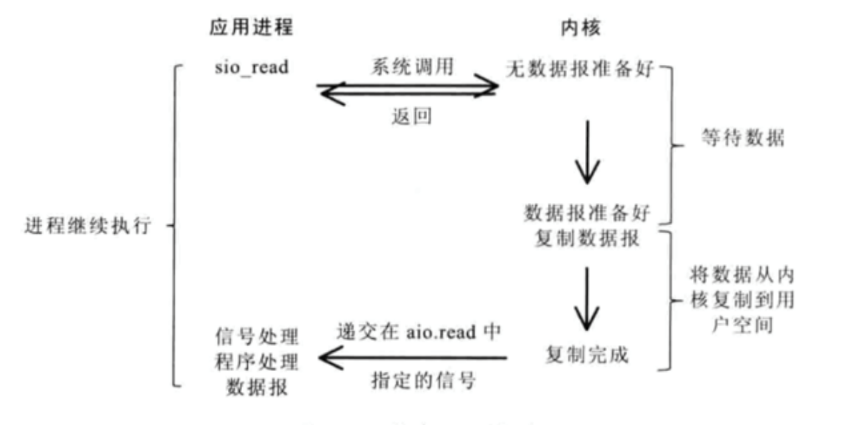 应用进程
内核
sio_read
系统调用
无数据报准备好
返回
等待数据
数据报准备好
复制数据报
进程继续执行
将数据从内
核复制到用
户空间
信号处理
程序处理
数据报
递交在 aio.read 中
指定的信号
复制完成